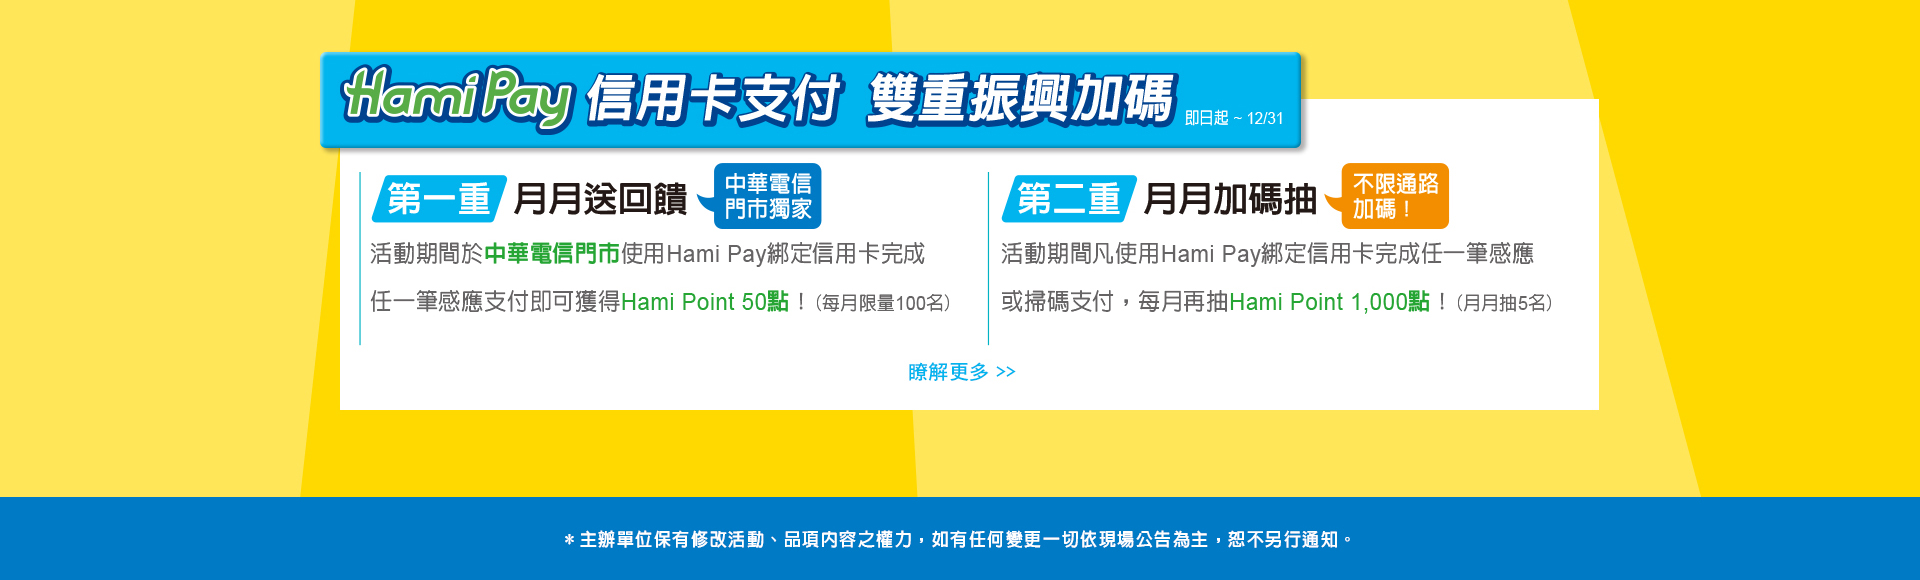 Hami Pay 信用卡支付 雙重振興加碼 即日起 ~ 12/31
第一重 月月送回饋
中華電信
門市獨家
活動期間於中華電信門市使用Hami Pay綁定信用卡完成
任一筆感應支付即可獲得Hami Point 50點！（每月限量100名）
第二重 月月加碼抽
不限通路
加碼！
活動期間凡使用Hami Pay綁定信用卡完成任一筆感應
或掃碼支付，每月再抽Hami Point 1,000點！（月月抽5名）
瞭解更多 >>
＊主辦單位保有修改活動、品項內容之權力，如有任何變更一切依現場公告為主，恕不另行通知。